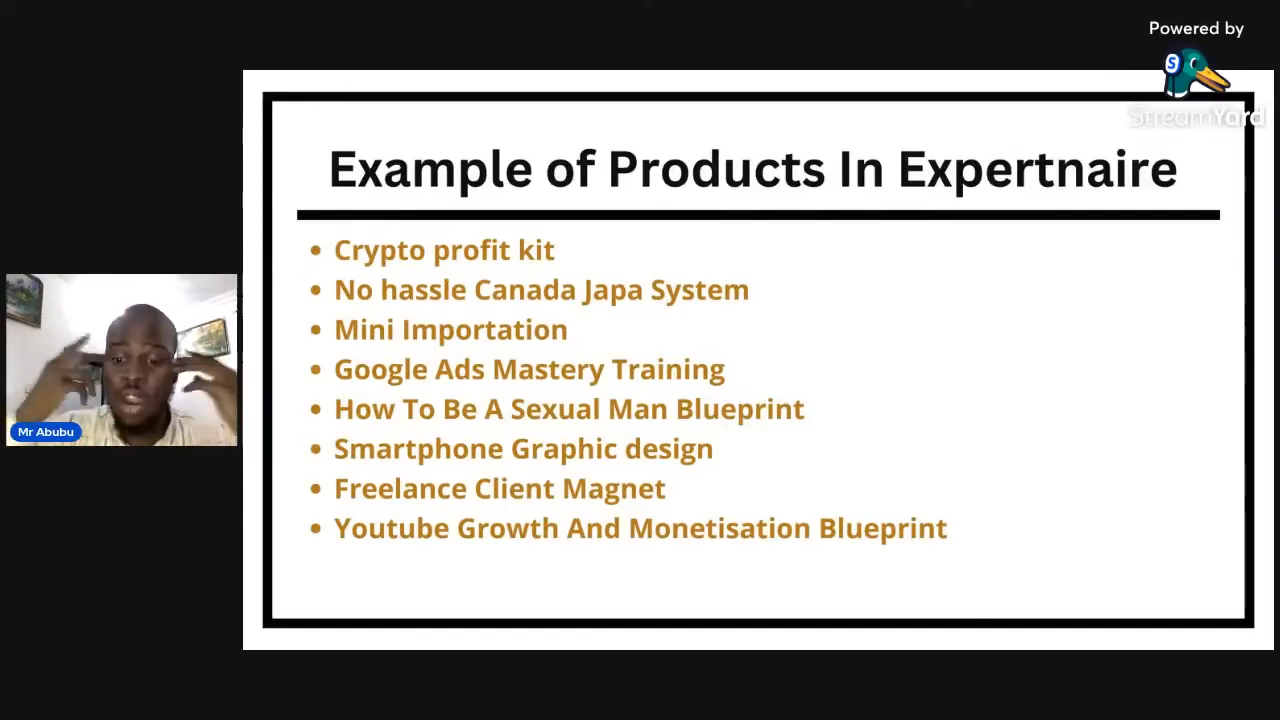 Powered by
S
StreamYard
Example of Products In Expertnaire
• Crypto profit kit
• No hassle Canada Japa System
• Mini Importation
• Google Ads Mastery Training
• How To Be A Sexual Man Blueprint
• Smartphone Graphic design
• Freelance Client Magnet
• Youtube Growth And Monetisation Blueprint
Mr Abubu